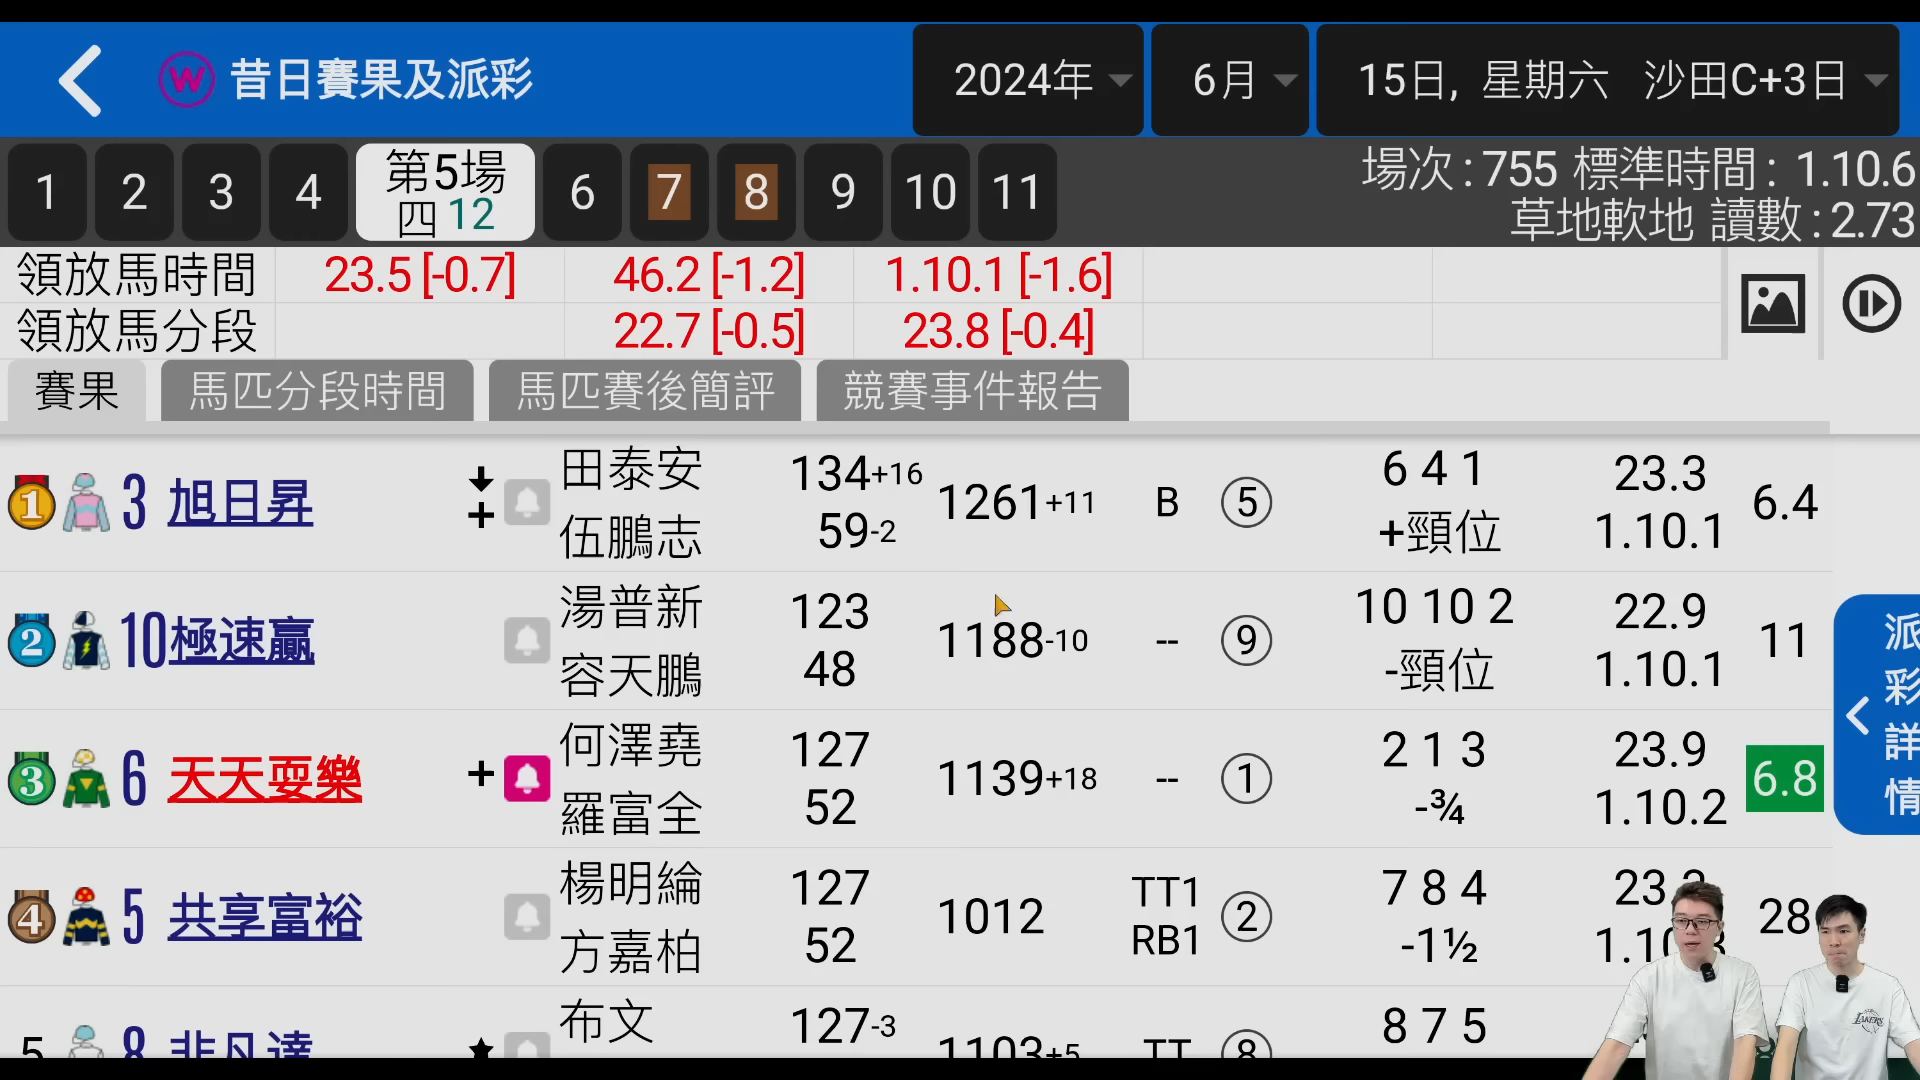 W 昔日賽果及派彩 2024年 6月 15日, 星期六 沙田C+3日
1 2 3 4 第5場 四 12 6 7 8 9 10 11
場次 : 755 標準時間 : 1.10.6
草地軟地 讀數 : 2.73
領放馬時間 23.5 [-0.7] 46.2 [-1.2] 1.10.1 [-1.6]
領放馬分段 22.7 [-0.5] 23.8 [-0.4]
賽果 馬匹分段時間 馬匹賽後簡評 競賽事件報告
1 3 旭日昇 + 田泰安 134+16 1261+11 B 5 6 4 1 23.3 6.4
伍鵬志 59-2 +頸位 1.10.1
2 10 極速贏 湯普新 123 1188-10 -- 9 10 10 2 22.9 11
容天鵬 48 -頸位 1.10.1
3 6 天天耍樂 + 何澤堯 127 1139+18 -- 1 2 1 3 23.9 6.8
羅富全 52 -¾ 1.10.2
4 5 共享富裕 楊明綸 127 1012 TT1 2 7 8 4 28
方嘉柏 52 RB1 -1½
5 8 非凡達 布文 127-3 1103+5 TT 8 8 7 5
派彩詳情
LAKERS